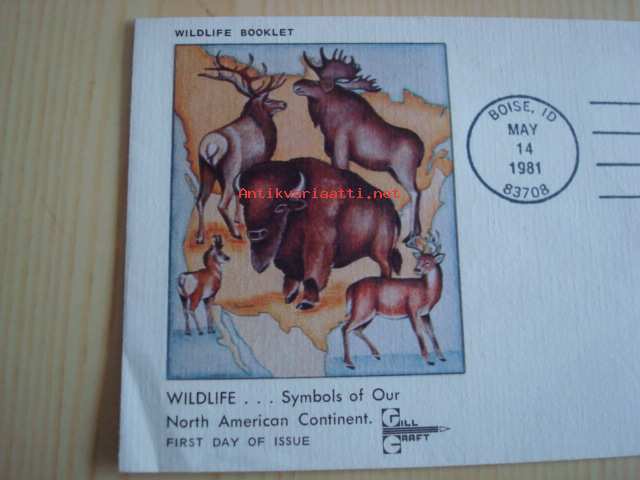 WILDLIFE BOOKLET
BOISE, ID
MAY
14
1981
83708
Antikvariaatti.net
WILDLIFE . . . Symbols of Our
North American Continent.
FIRST DAY OF ISSUE
GILL
CRAFT